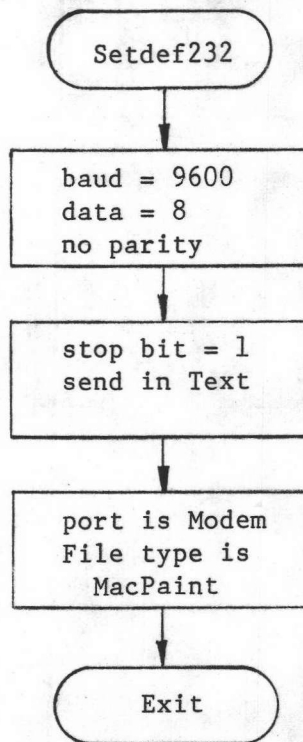 Setdef232
baud = 9600
data = 8
no parity
stop bit = 1
send in Text
port is Modem
File type is
MacPaint
Exit